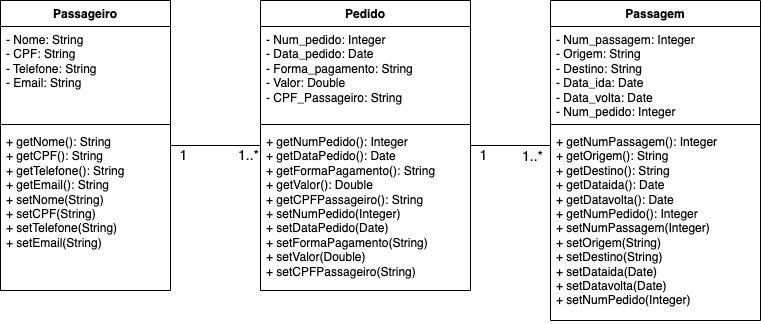 Passageiro
- Nome: String
- CPF: String
- Telefone: String
- Email: String
+ getNome(): String
+ getCPF(): String
+ getTelefone(): String
+ getEmail(): String
+ setNome(String)
+ setCPF(String)
+ setTelefone(String)
+ setEmail(String)
1
1..*
Pedido
- Num_pedido: Integer
- Data_pedido: Date
- Forma_pagamento: String
- Valor: Double
- CPF_Passageiro: String
+ getNumPedido(): Integer
+ getDataPedido(): Date
+ getFormaPagamento(): String
+ getValor(): Double
+ getCPFPassageiro(): String
+ setNumPedido(Integer)
+ setDataPedido(Date)
+ setFormaPagamento(String)
+ setValor(Double)
+ setCPFPassageiro(String)
1
1..*
Passagem
- Num_passagem: Integer
- Origem: String
- Destino: String
- Data_ida: Date
- Data_volta: Date
- Num_pedido: Integer
+ getNumPassagem(): Integer
+ getOrigem(): String
+ getDestino(): String
+ getDataida(): Date
+ getDatavolta(): Date
+ getNumPedido(): Integer
+ setNumPassagem(Integer)
+ setOrigem(String)
+ setDestino(String)
+ setDataida(Date)
+ setDatavolta(Date)
+ setNumPedido(Integer)